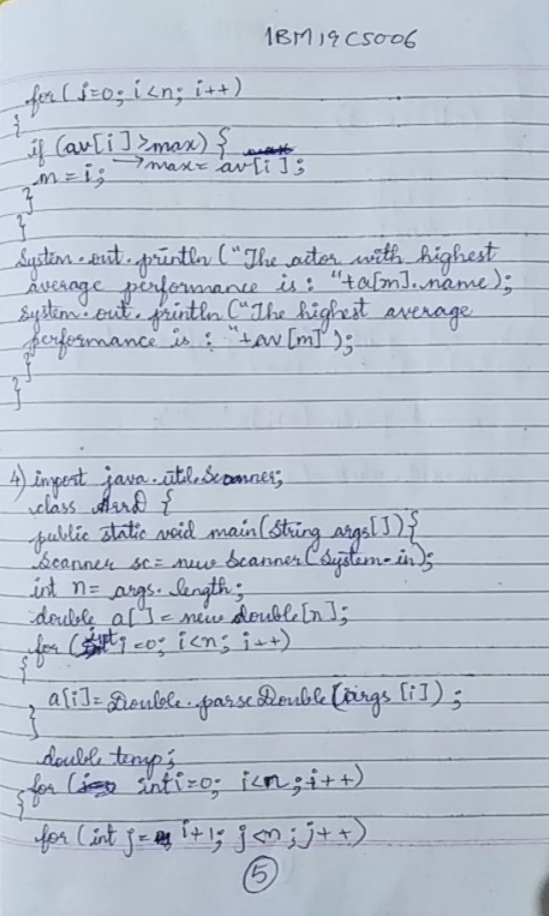 1BM19CS006
for(i=0; i<n; i++)
{
if (av[i]>max) {
m=i; →max= av[i];
}
}
System.out.println("The actor with highest
average performance is: "+a[m].name);
System.out.println("The highest average
performance is : "+av[m]");
}
}
4) import java.util.Scanner;
class ArrD {
public static void main(String args[]){
Scanner sc= new Scanner(System.in);
int n= args.length;
double a[]= new double[n];
for (int i=0; i<n; i++)
{
a[i]= Double.parseDouble(args[i]);
}
double temp;
for (int i=0; i<n; i++)
{
for (int j= i+1; j<n; j++)
5